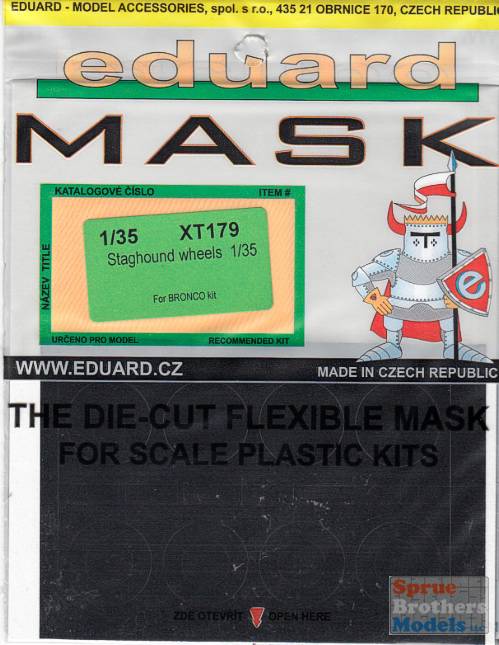 EDUARD - MODEL ACCESSORIES, spol. s r.o., 435 21 OBRNICE 170, CZECH REPUBLIC
eduard
MASK
KATALOGOVÉ ČÍSLO ITEM #
NÁZEV TITLE
1/35 XT179
Staghound wheels 1/35
For BRONCO kit
URČENO PRO MODEL RECOMMENDED KIT
e
WWW.EDUARD.CZ MADE IN CZECH REPUBLIC
THE DIE-CUT FLEXIBLE MASK
FOR SCALE PLASTIC KITS
ZDE OTEVŘÍT OPEN HERE
Sprue
Brothers
Models LLC